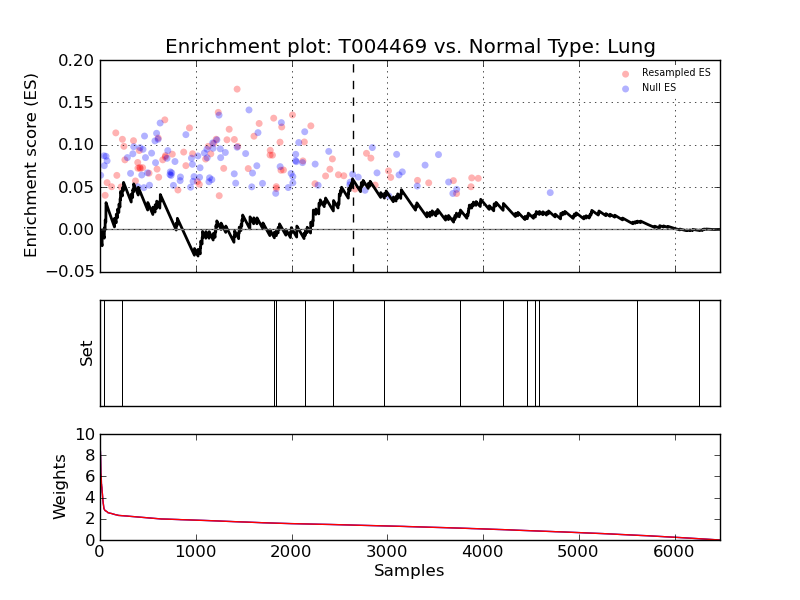 Enrichment plot: T004469 vs. Normal Type: Lung
Enrichment score (ES)
0.20
0.15
0.10
0.05
0.00
−0.05
Resampled ES
Null ES
Set
Weights
10
8
6
4
2
0
0 1000 2000 3000 4000 5000 6000
Samples